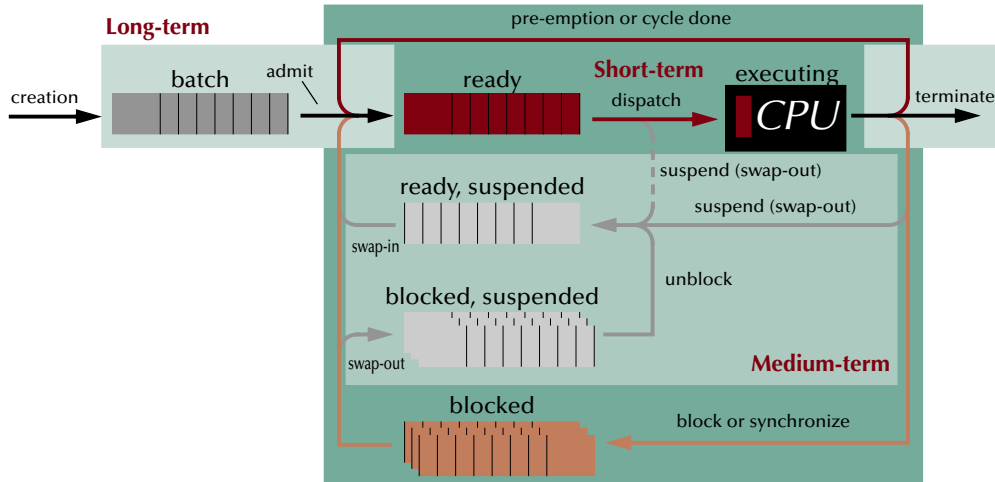 pre-emption or cycle done
Long-term
batch
admit
ready
Short-term
executing
creation
dispatch
CPU
terminate
suspend (swap-out)
ready, suspended
suspend (swap-out)
swap-in
unblock
blocked, suspended
swap-out
Medium-term
blocked
block or synchronize